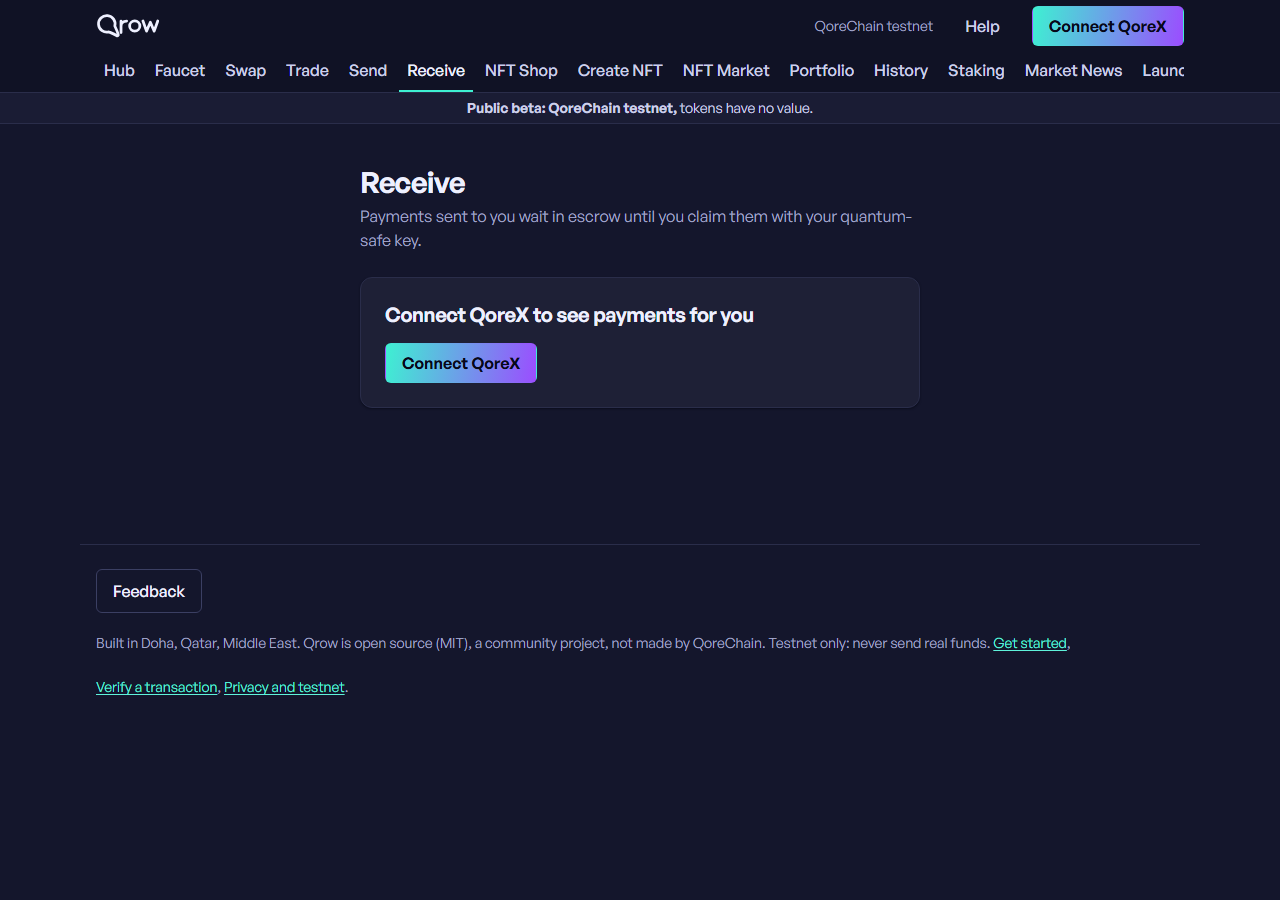 Qrow
QoreChain testnet
Help
Connect QoreX
Hub Faucet Swap Trade Send Receive NFT Shop Create NFT NFT Market Portfolio History Staking Market News
Public beta: QoreChain testnet, tokens have no value.
Receive
Payments sent to you wait in escrow until you claim them with your quantum-
safe key.
Connect QoreX to see payments for you
Connect QoreX
Feedback
Built in Doha, Qatar, Middle East. Qrow is open source (MIT), a community project, not made by QoreChain. Testnet only: never send real funds. Get started,
Verify a transaction, Privacy and testnet.